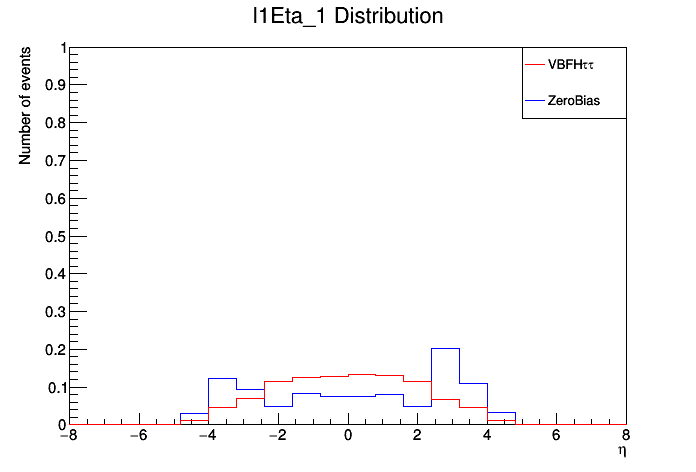 l1Eta_1 Distribution
Number of events
1
0.9
0.8
0.7
0.6
0.5
0.4
0.3
0.2
0.1
0
−8 −6 −4 −2 0 2 4 6 8
η
VBFHττ
ZeroBias